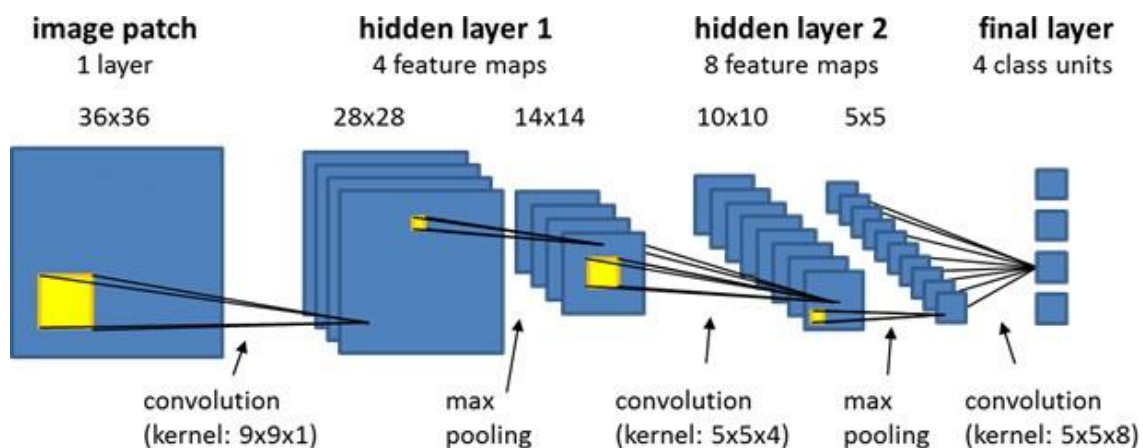 image patch
1 layer
36x36
hidden layer 1
4 feature maps
28x28
14x14
hidden layer 2
8 feature maps
10x10
5x5
final layer
4 class units
convolution
(kernel: 9x9x1)
max
pooling
convolution
(kernel: 5x5x4)
max
pooling
convolution
(kernel: 5x5x8)